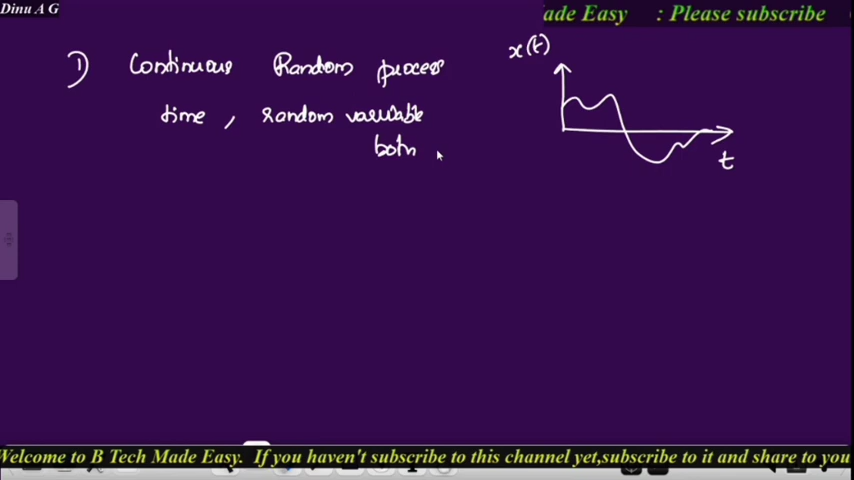 Dinu A G
ade Easy : Please subscribe
1) Continuous Random process
time, random variable
both
x(t)
t
Welcome to B Tech Made Easy. If you haven't subscribe to this channel yet,subscribe to it and share to you